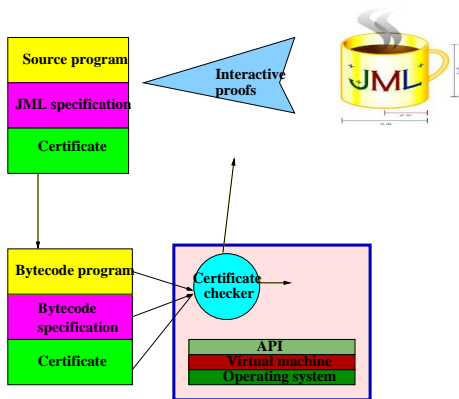 Source program
JML specification
Certificate
Interactive
proofs
JML
Bytecode program
Bytecode
specification
Certificate
Certificate
checker
API
Virtual machine
Operating system